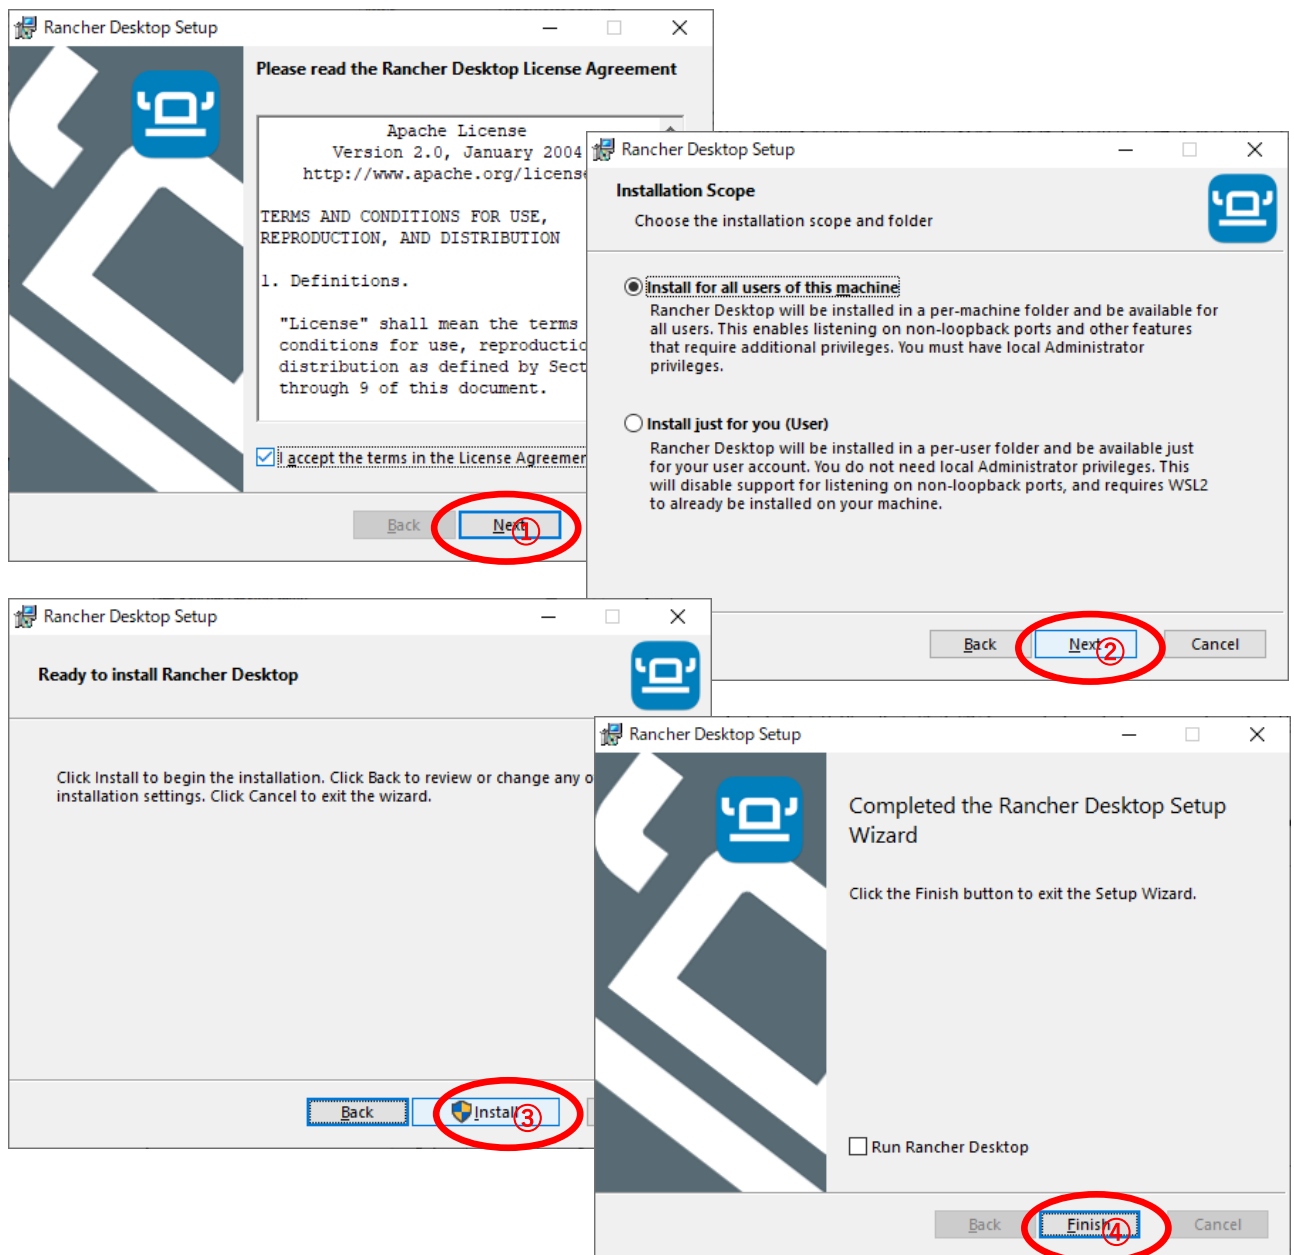 Rancher Desktop Setup
Please read the Rancher Desktop License Agreement
Apache License
Version 2.0, January 2004
http://www.apache.org/license
TERMS AND CONDITIONS FOR USE,
REPRODUCTION, AND DISTRIBUTION
1. Definitions.
"License" shall mean the terms
conditions for use, reproductio
distribution as defined by Sect
through 9 of this document.
I accept the terms in the License Agreemen
Back Next ①
Rancher Desktop Setup
Installation Scope
Choose the installation scope and folder
Install for all users of this machine
Rancher Desktop will be installed in a per-machine folder and be available for
all users. This enables listening on non-loopback ports and other features
that require additional privileges. You must have local Administrator
privileges.
Install just for you (User)
Rancher Desktop will be installed in a per-user folder and be available just
for your user account. You do not need local Administrator privileges. This
will disable support for listening on non-loopback ports, and requires WSL2
to already be installed on your machine.
Back Next ② Cancel
Rancher Desktop Setup
Ready to install Rancher Desktop
Click Install to begin the installation. Click Back to review or change any o
installation settings. Click Cancel to exit the wizard.
Back Install ③
Rancher Desktop Setup
Completed the Rancher Desktop Setup
Wizard
Click the Finish button to exit the Setup Wizard.
Run Rancher Desktop
Back Finish ④ Cancel